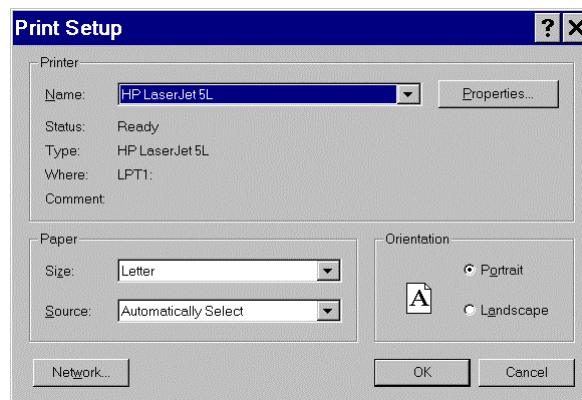 Print Setup
Printer
Name: HP LaserJet 5L Properties...
Status: Ready
Type: HP LaserJet 5L
Where: LPT1:
Comment:
Paper Orientation
Size: Letter Portrait
A
Source: Automatically Select Landscape
Network... OK Cancel